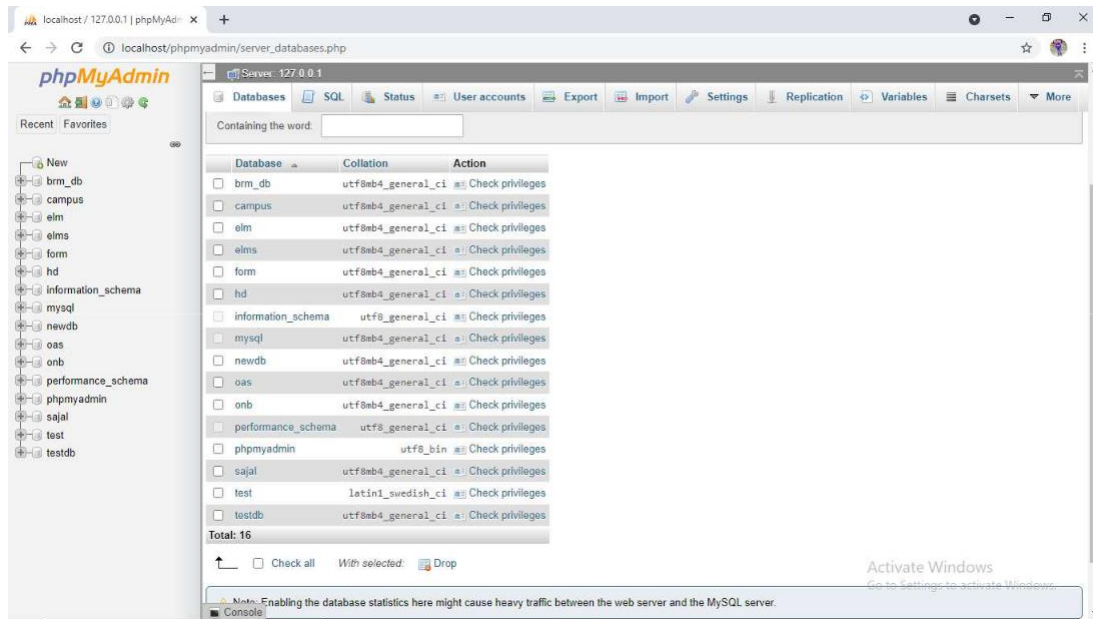 localhost / 127.0.0.1 | phpMyAdm
localhost/phpmyadmin/server_databases.php
phpMyAdmin
Recent Favorites
New
brm_db
campus
elm
elms
form
hd
information_schema
mysql
newdb
oas
onb
performance_schema
phpmyadmin
sajal
test
testdb
Server: 127.0.0.1
Databases SQL Status User accounts Export Import Settings Replication Variables Charsets More
Containing the word:
Database Collation Action
brm_db utf8mb4_general_ci Check privileges
campus utf8mb4_general_ci Check privileges
elm utf8mb4_general_ci Check privileges
elms utf8mb4_general_ci Check privileges
form utf8mb4_general_ci Check privileges
hd utf8mb4_general_ci Check privileges
information_schema utf8_general_ci Check privileges
mysql utf8mb4_general_ci Check privileges
newdb utf8mb4_general_ci Check privileges
oas utf8mb4_general_ci Check privileges
onb utf8mb4_general_ci Check privileges
performance_schema utf8_general_ci Check privileges
phpmyadmin utf8_bin Check privileges
sajal utf8mb4_general_ci Check privileges
test latin1_swedish_ci Check privileges
testdb utf8mb4_general_ci Check privileges
Total: 16
Check all With selected: Drop
Activate Windows
Go to Settings to activate Windows.
Note: Enabling the database statistics here might cause heavy traffic between the web server and the MySQL server.
Console